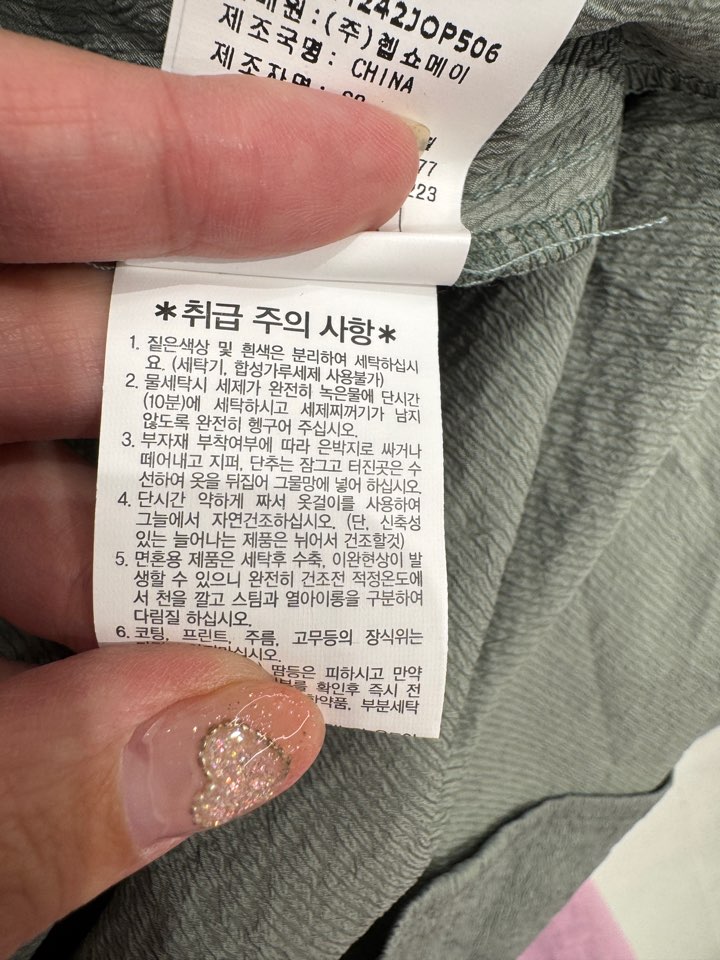 242JOP506
:(주)켐쇼메이
제조국명: CHINA
제조자명:
77
223
*취급 주의 사항*
1. 짙은색상 및 흰색은 분리하여 세탁하십시
요. (세탁기, 합성가루세제 사용불가)
2. 물세탁시 세제가 완전히 녹은물에 단시간
(10분)에 세탁하시고 세제찌꺼기가 남지
않도록 완전히 헹구어 주십시오.
3. 부자재 부착여부에 따라 은박지로 싸거나
떼어내고 지퍼, 단추는 잠그고 터진곳은 수
선하여 옷을 뒤집어 그물망에 넣어 하십시오.
4. 단시간 약하게 짜서 옷걸이를 사용하여
그늘에서 자연건조하십시오. (단, 신축성
있는 늘어나는 제품은 뉘어서 건조할것)
5. 면혼용 제품은 세탁후 수축, 이완현상이 발
생할 수 있으니 완전히 건조전 적정온도에
서 천을 깔고 스팀과 열아이롱을 구분하여
다림질 하십시오.
6. 코팅, 프린트, 주름, 고무등의 장식위는
십시오.
땀등은 피하시고 만약
를 확인후 즉시 전
약품, 부분세탁